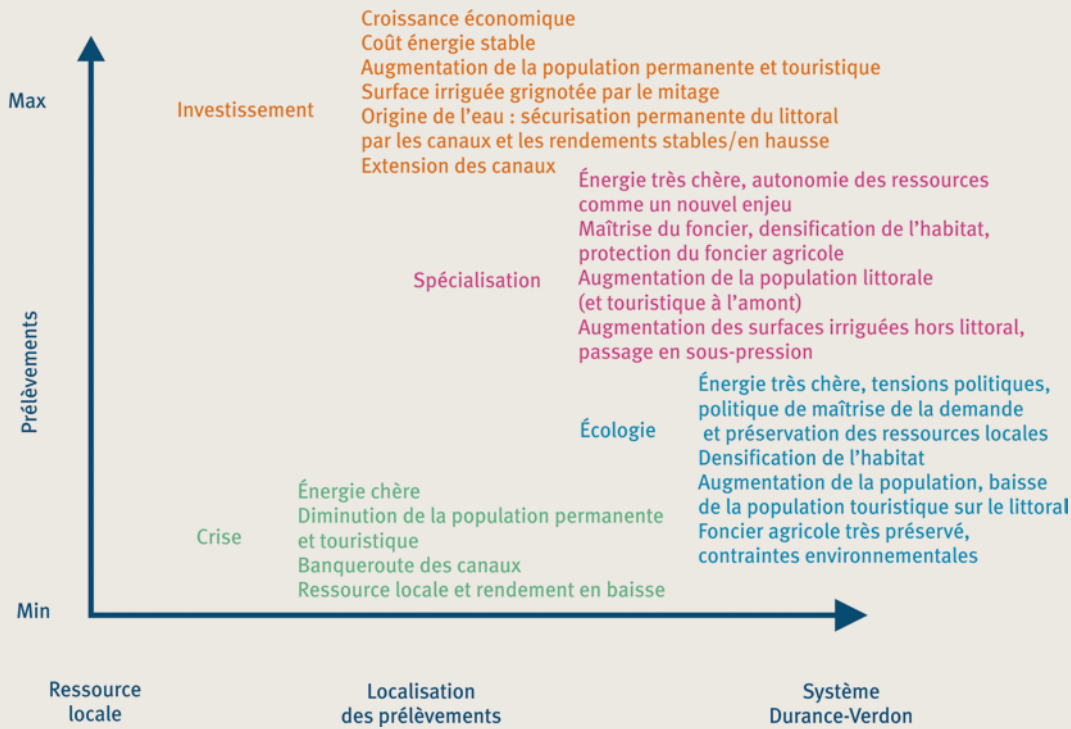 Croissance économique
Coût énergie stable
Augmentation de la population permanente et touristique
Surface irriguée grignotée par le mitage
Origine de l’eau : sécurisation permanente du littoral
par les canaux et les rendements stables/en hausse
Extension des canaux
Max
Investissement
Énergie très chère, autonomie des ressources
comme un nouvel enjeu
Maîtrise du foncier, densification de l’habitat,
protection du foncier agricole
Augmentation de la population littorale
(et touristique à l’amont)
Augmentation des surfaces irriguées hors littoral,
passage en sous-pression
Spécialisation
Prélèvements
Énergie très chère, tensions politiques,
politique de maîtrise de la demande
et préservation des ressources locales
Densification de l’habitat
Augmentation de la population, baisse
de la population touristique sur le littoral
Foncier agricole très préservé,
contraintes environnementales
Écologie
Énergie chère
Diminution de la population permanente
et touristique
Banqueroute des canaux
Ressource locale et rendement en baisse
Crise
Min
Ressource
locale
Localisation
des prélèvements
Système
Durance-Verdon